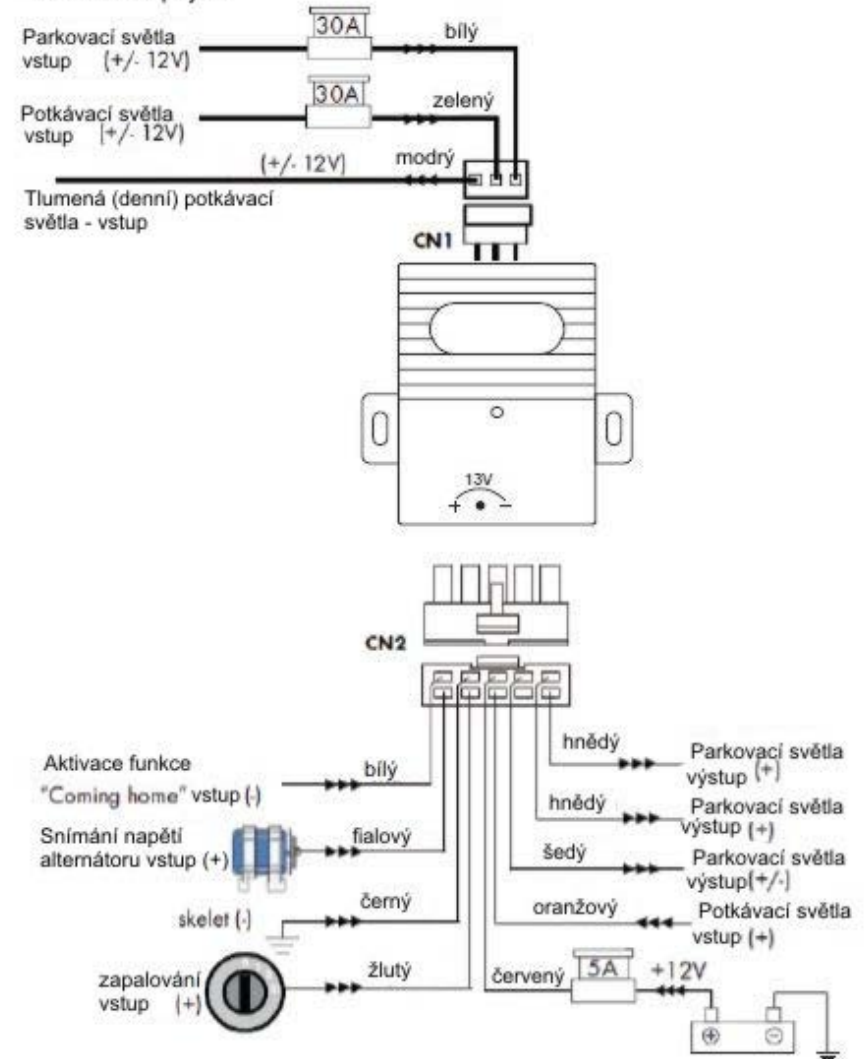 30A
bílý
Parkovací světla
vstup (+/- 12V)
30A
zelený
Potkávací světla
vstup (+/- 12V)
modrý
(+/- 12V)
Tlumená (denní) potkávací
světla - vstup
CN1
13V
+ -
CN2
Aktivace funkce
"Coming home" vstup (-)
bílý
Snímání napětí
alternátoru vstup (+)
fialový
skelet (-)
černý
zapalování
vstup (+)
žlutý
hnědý
Parkovací světla
výstup (+)
hnědý
Parkovací světla
výstup (+)
šedý
Parkovací světla
výstup(+/-)
oranžový
Potkávací světla
vstup (+)
červený
5A
+12V
+ -